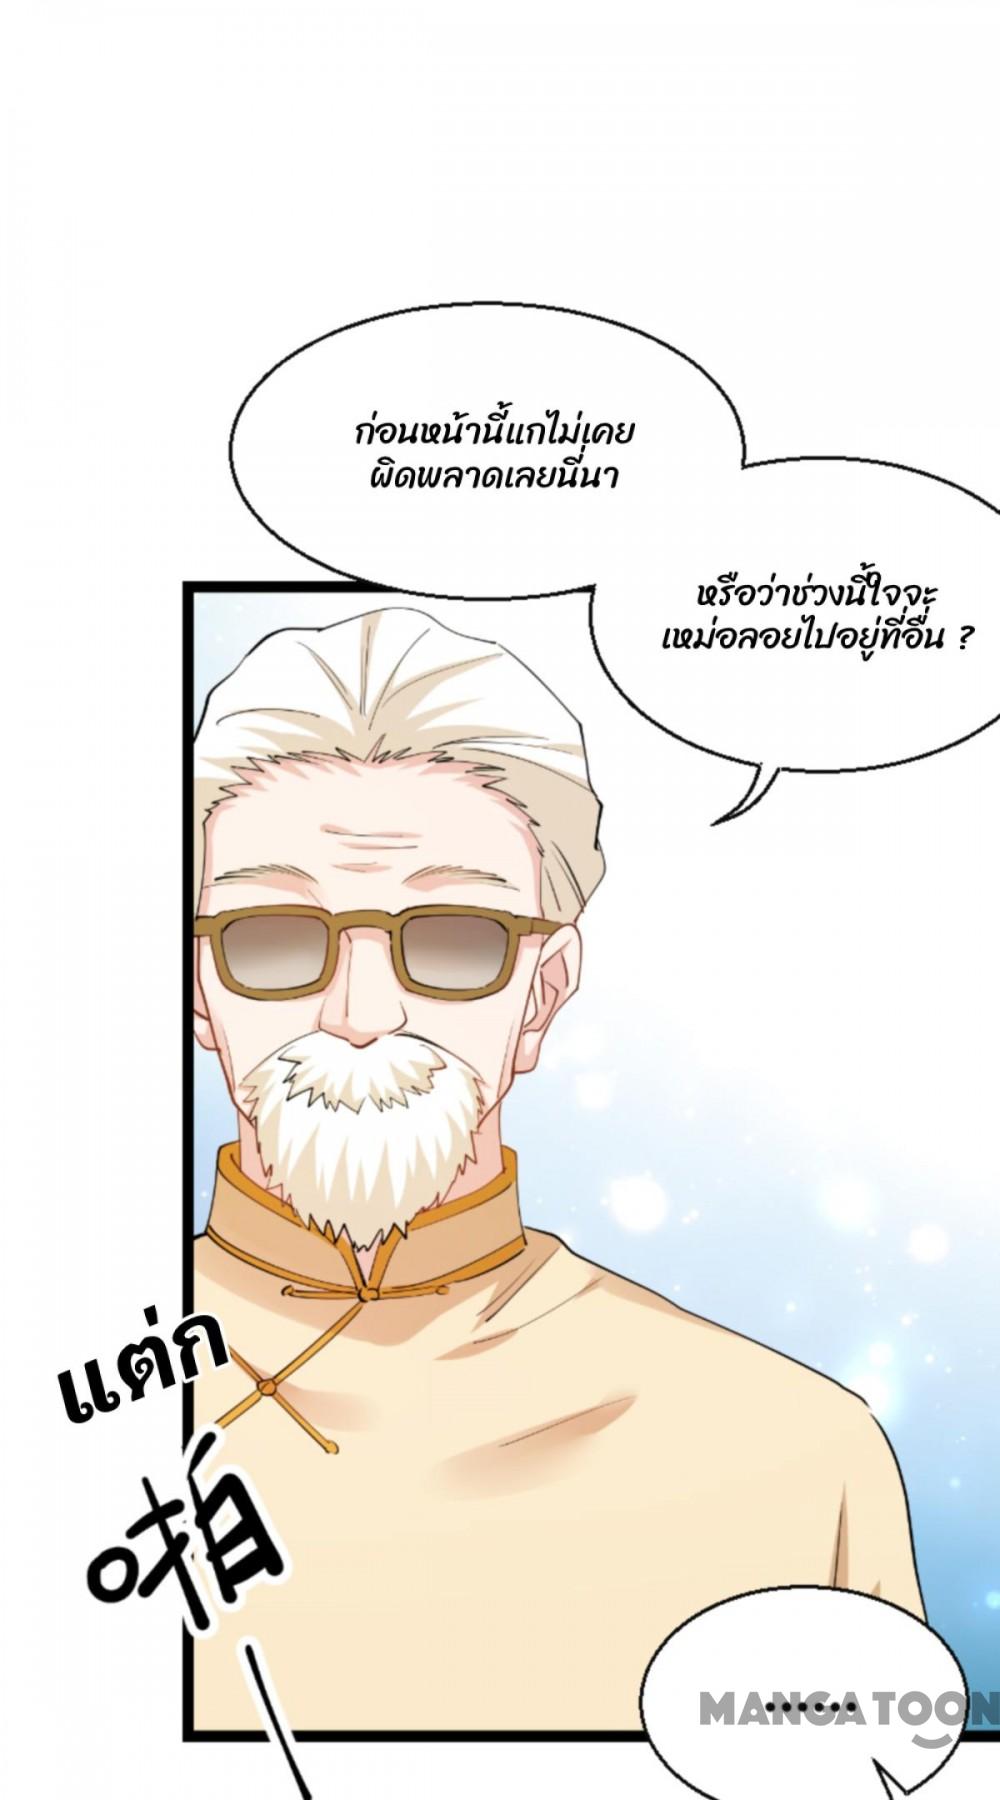 ก่อนหน้านี้แกไม่เคย
ผิดพลาดเลยนี่นา
หรือว่าช่วงนี้ใจจะ
เหม่อลอยไปอยู่ที่อื่น ?
แต่ก
啪
......
MANGATOON